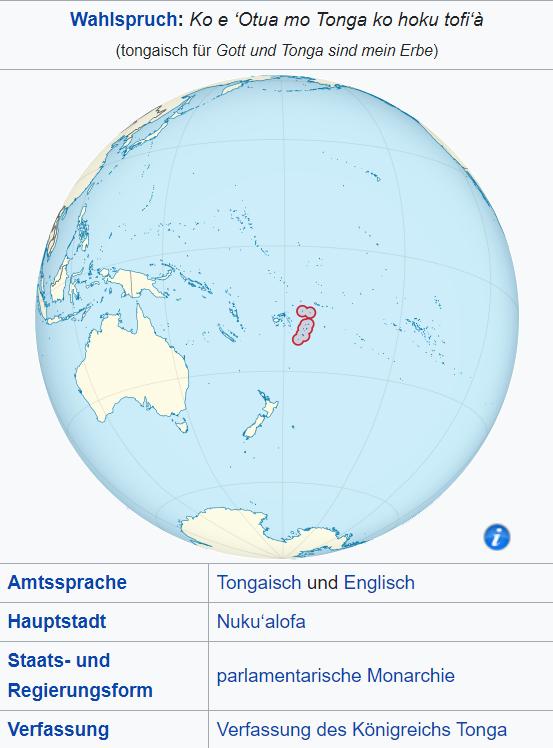 Wahlspruch: Ko e ʻOtua mo Tonga ko hoku tofiʻà
(tongaisch für Gott und Tonga sind mein Erbe)
i
Amtssprache Tongaisch und Englisch
Hauptstadt Nukuʻalofa
Staats- und
Regierungsform parlamentarische Monarchie
Verfassung Verfassung des Königreichs Tonga